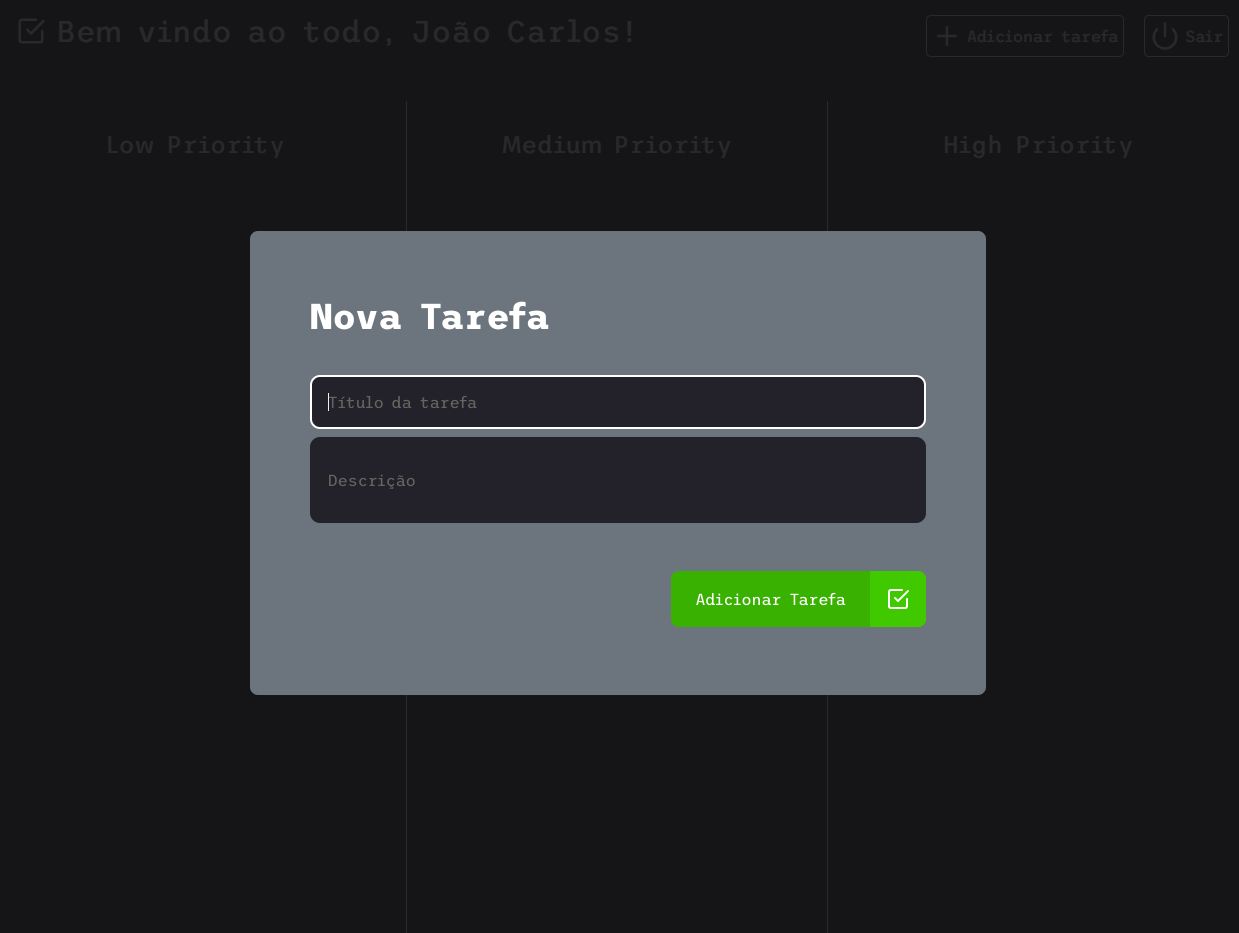 Bem vindo ao todo, João Carlos!
Adicionar tarefa
Sair
Low Priority
Medium Priority
High Priority
Nova Tarefa
Título da tarefa
Descrição
Adicionar Tarefa